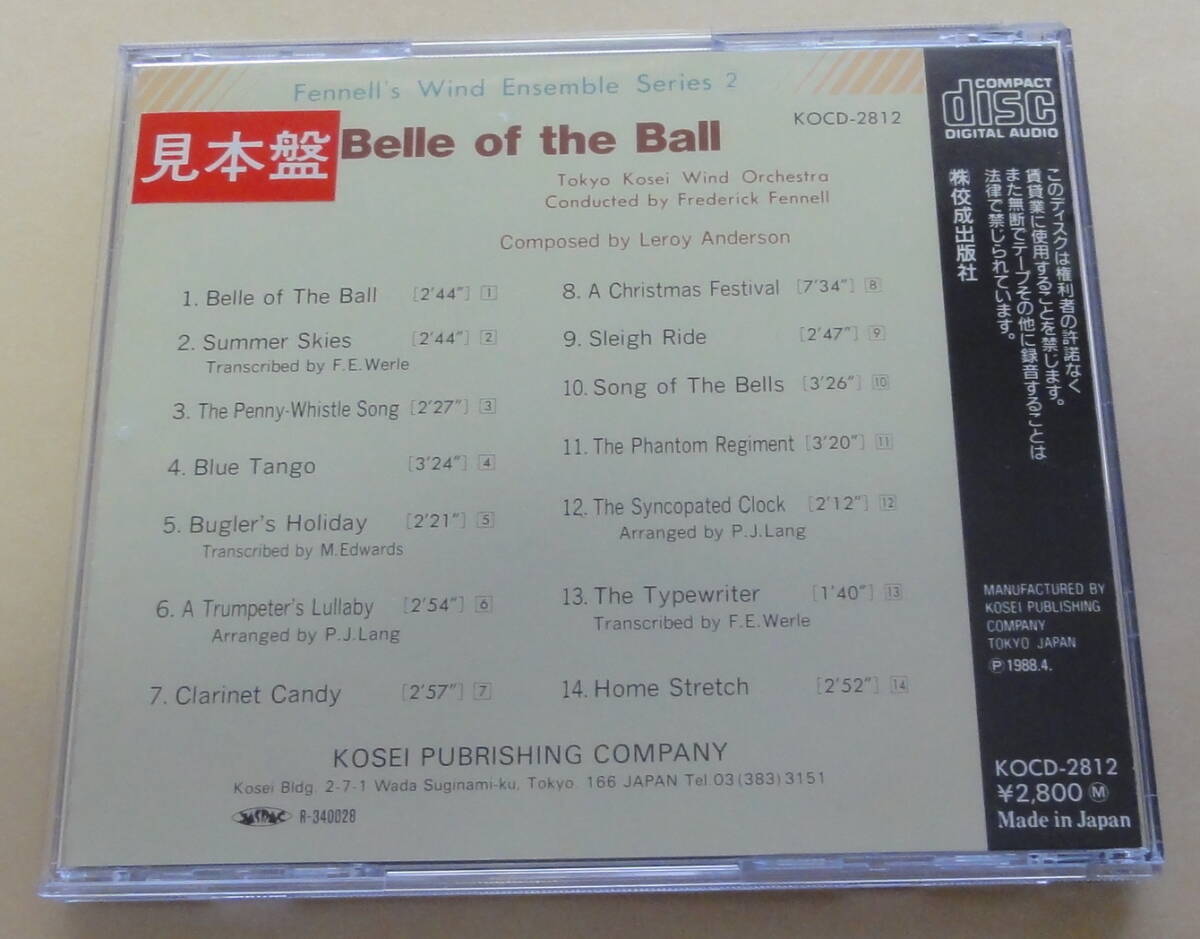 Fennell's Wind Ensemble Series 2
KOCD-2812
見本盤
Belle of the Ball
Tokyo Kosei Wind Orchestra
Conducted by Frederick Fennell
Composed by Leroy Anderson
1. Belle of The Ball [2'44"] 1
2. Summer Skies [2'44"] 2
Transcribed by F.E.Werle
3. The Penny-Whistle Song [2'27"] 3
4. Blue Tango [3'24"] 4
5. Bugler's Holiday [2'21"] 5
Transcribed by M.Edwards
6. A Trumpeter's Lullaby [2'54"] 6
Arranged by P.J.Lang
7. Clarinet Candy [2'57"] 7
8. A Christmas Festival [7'34"] 8
9. Sleigh Ride [2'47"] 9
10. Song of The Bells [3'26"] 10
11. The Phantom Regiment [3'20"] 11
12. The Syncopated Clock [2'12"] 12
Arranged by P.J.Lang
13. The Typewriter [1'40"] 13
Transcribed by F.E.Werle
14. Home Stretch [2'52"] 14
KOSEI PUBRISHING COMPANY
Kosei Bldg. 2-7-1 Wada Suginami-ku, Tokyo 166 JAPAN Tel.03(383)3151
JASRAC R-340028
COMPACT
disc
DIGITAL AUDIO
このディスクは権利者の許諾なく
賃貸業に使用することを禁じます。
また無断でテープその他に録音することは
法律で禁じられています。
㈱佼成出版社
MANUFACTURED BY
KOSEI PUBLISHING
COMPANY
TOKYO JAPAN
Ⓟ1988.4.
KOCD-2812
¥2,800 Ⓜ
Made in Japan